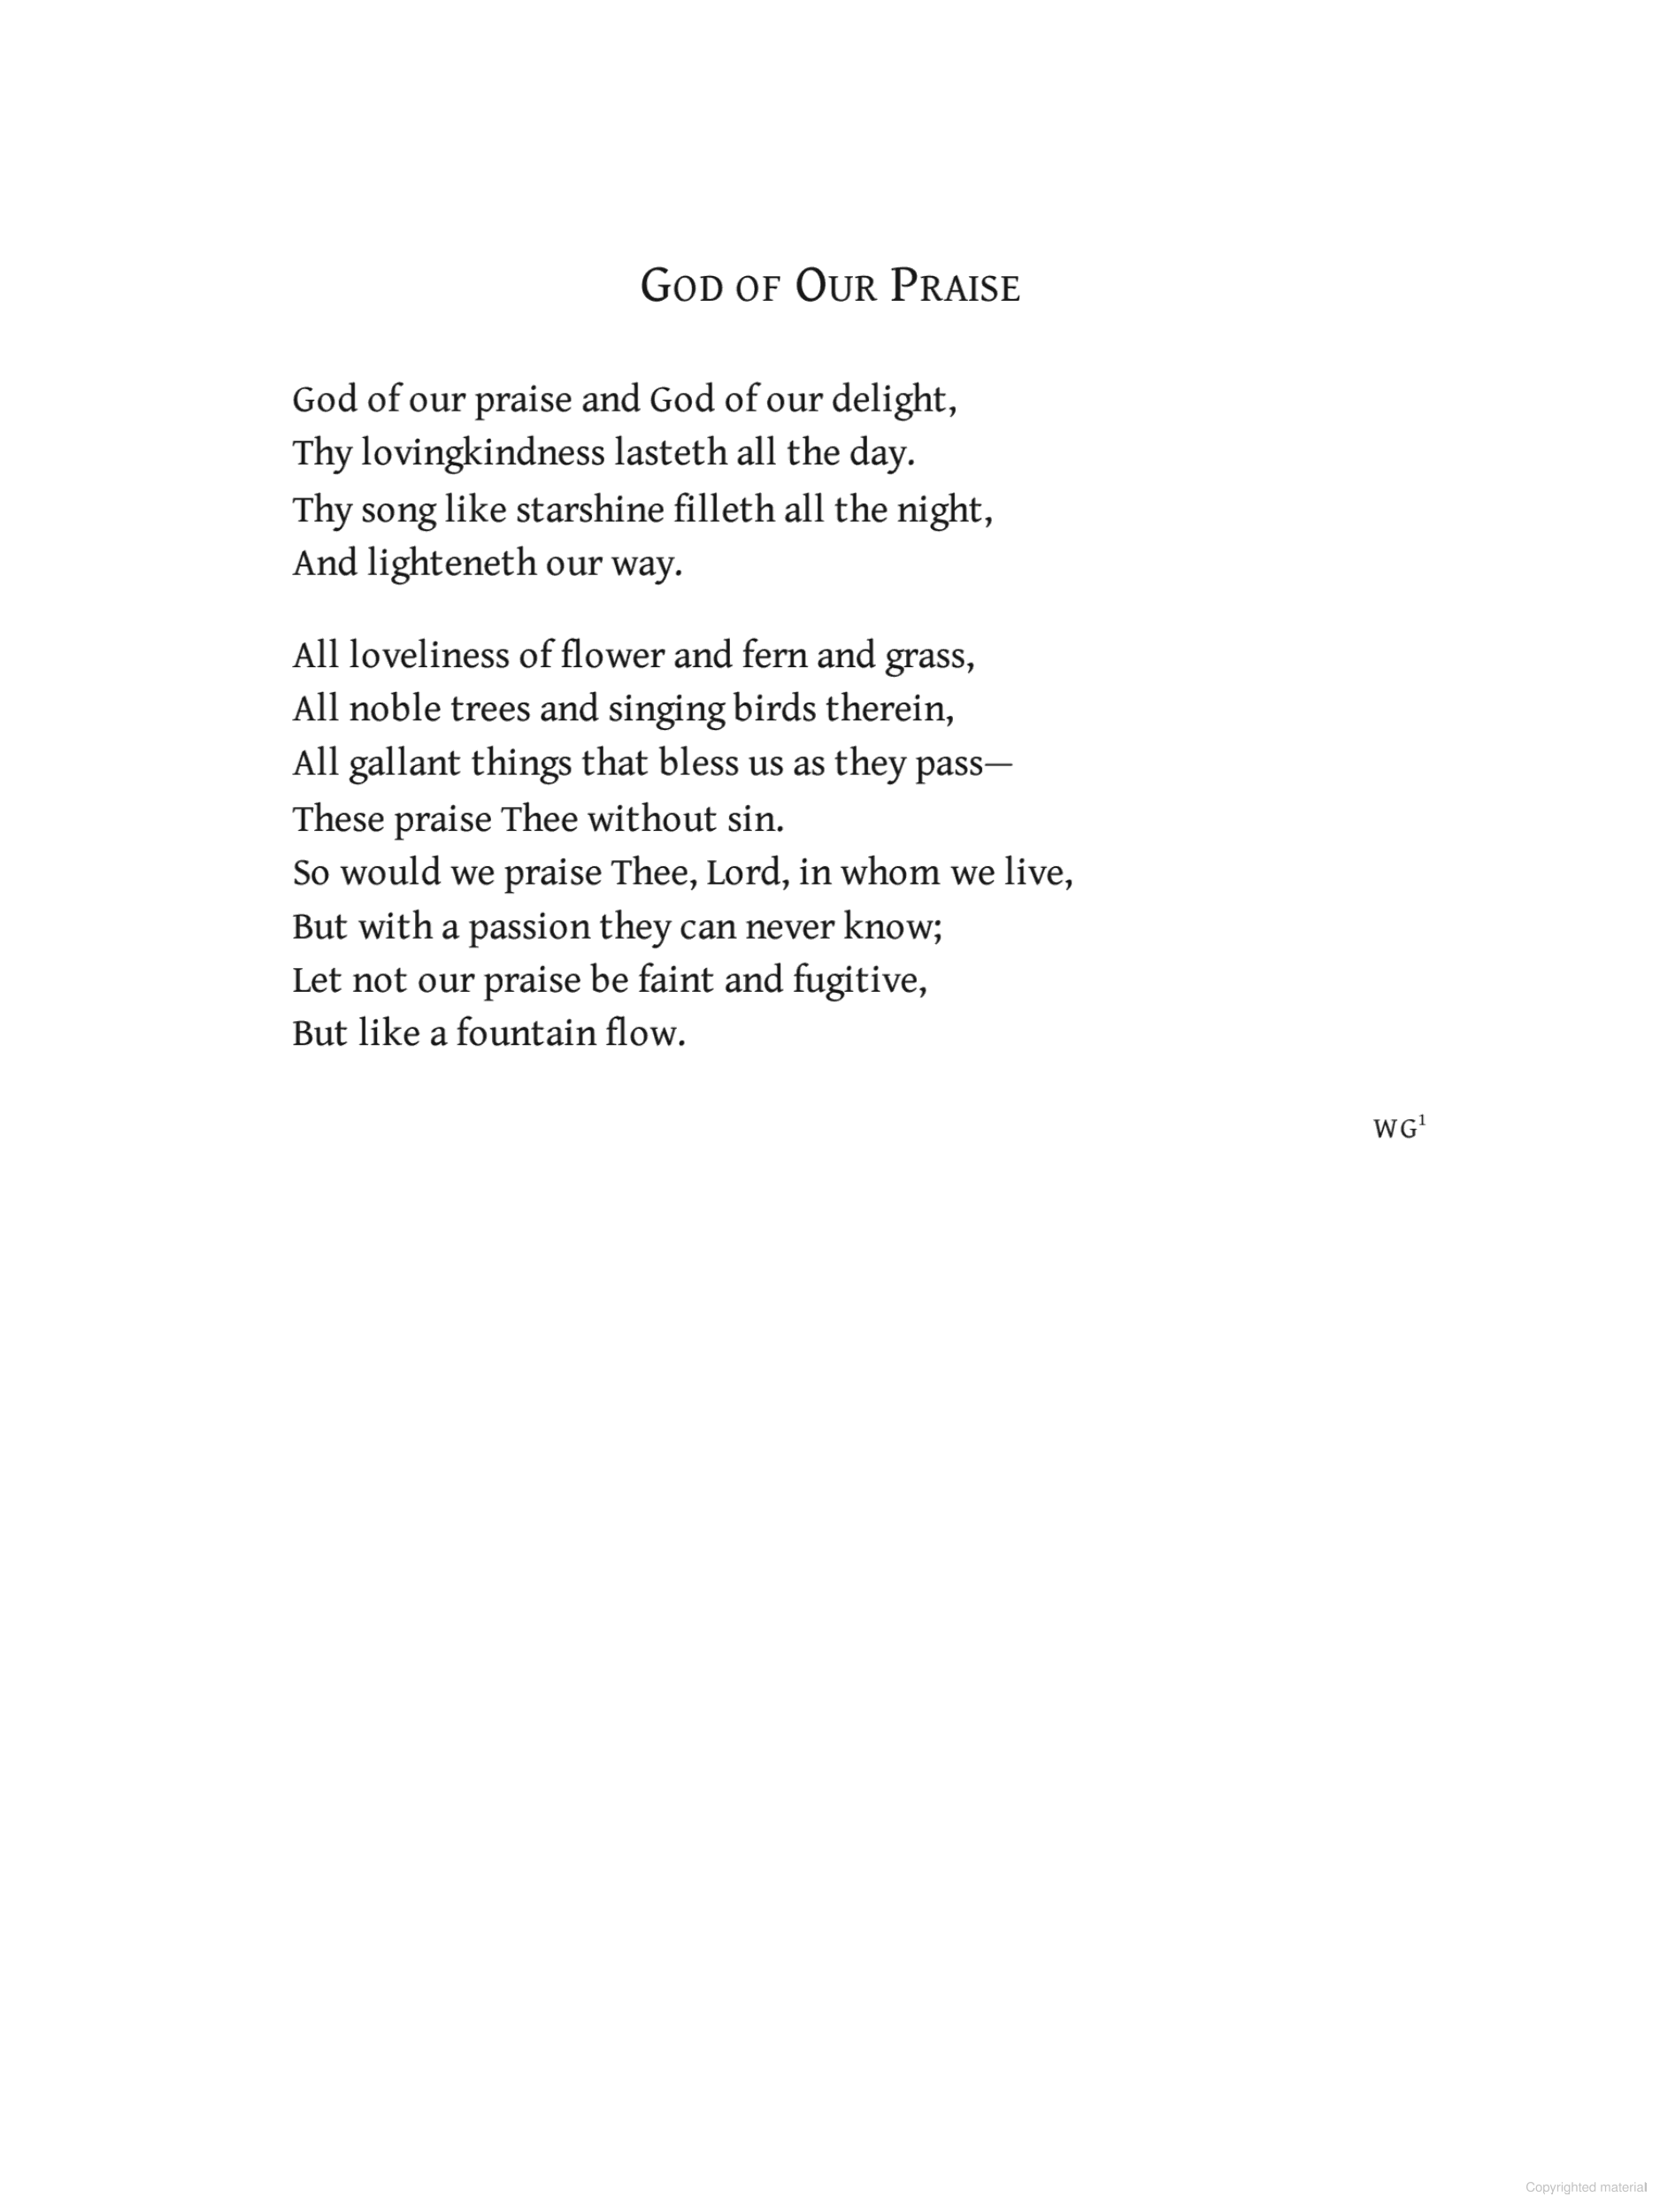 God of Our Praise
God of our praise and God of our delight,
Thy lovingkindness lasteth all the day.
Thy song like starshine filleth all the night,
And lighteneth our way.
All loveliness of flower and fern and grass,
All noble trees and singing birds therein,
All gallant things that bless us as they pass—
These praise Thee without sin.
So would we praise Thee, Lord, in whom we live,
But with a passion they can never know;
Let not our praise be faint and fugitive,
But like a fountain flow.
WG¹
Copyrighted material